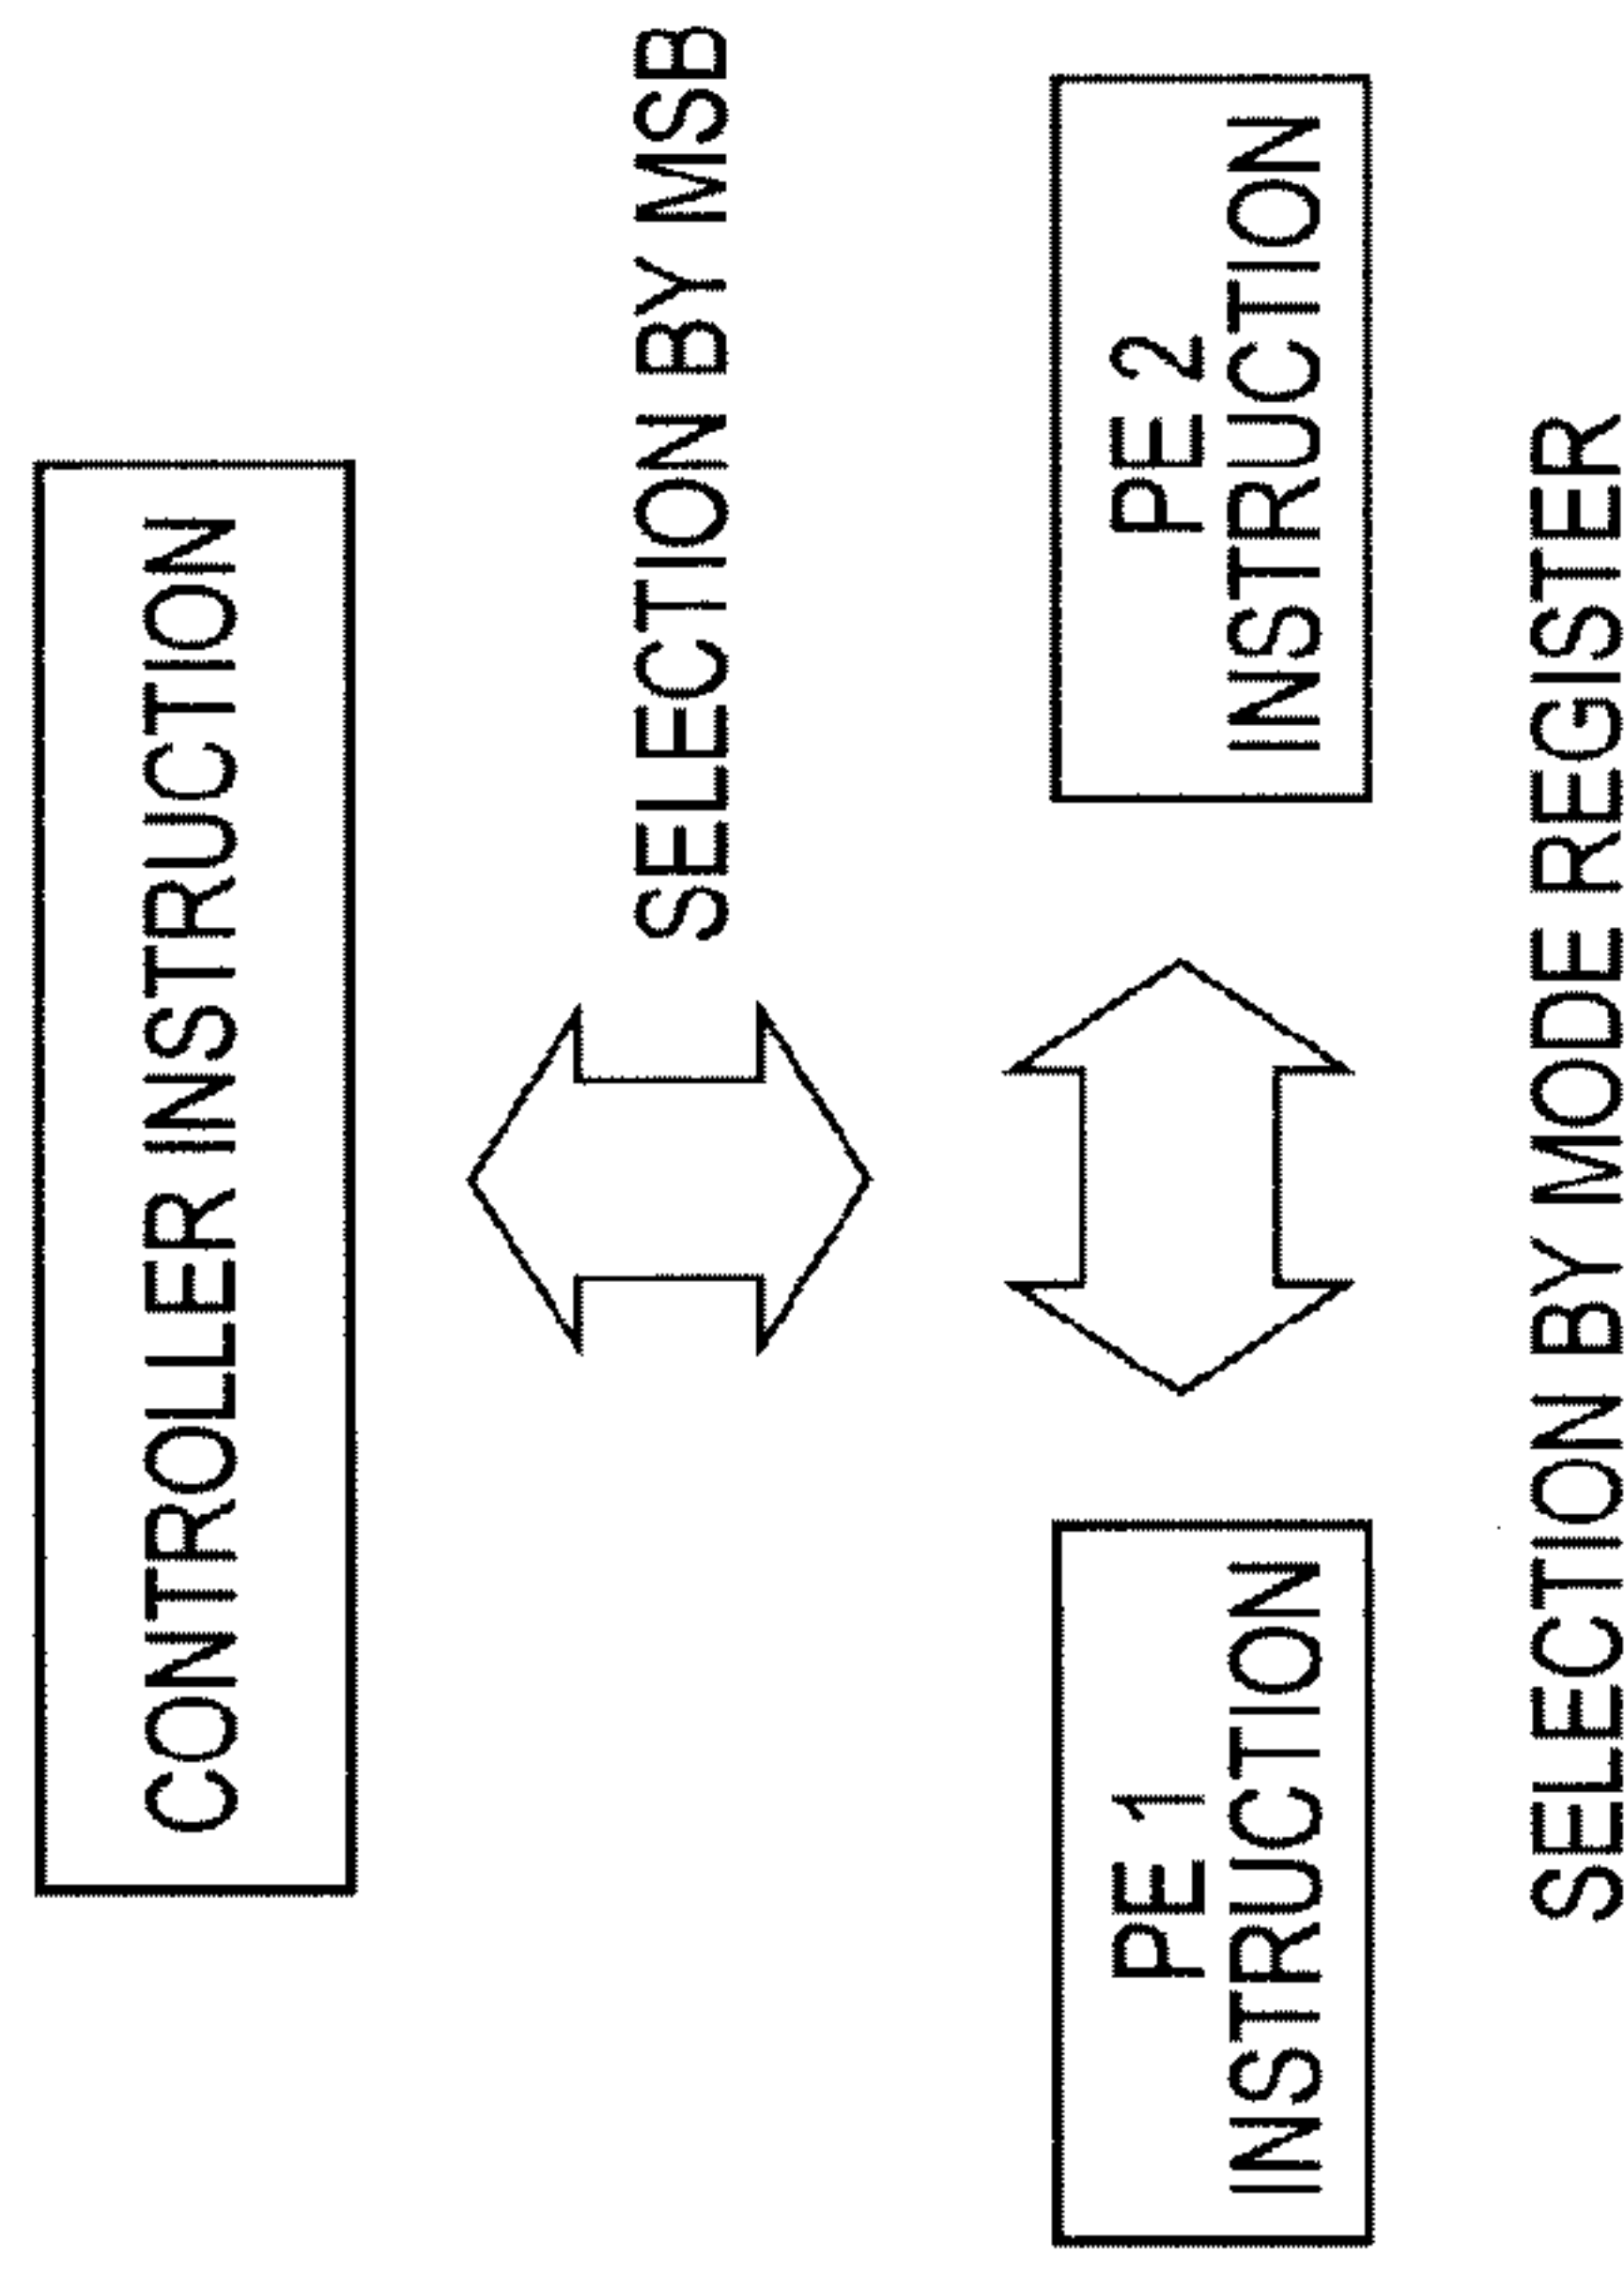 CONTROLLER INSTRUCTION
SELECTION BY MSB
PE 1
INSTRUCTION
PE 2
INSTRUCTION
SELECTION BY MODE REGISTER